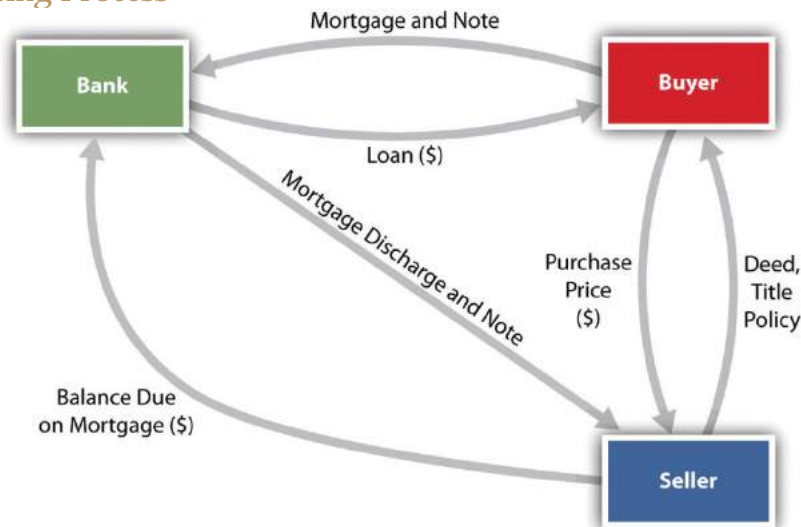 Mortgage and Note
Bank
Buyer
Loan ($)
Mortgage Discharge and Note
Purchase
Price
($)
Deed,
Title
Policy
Balance Due
on Mortgage ($)
Seller